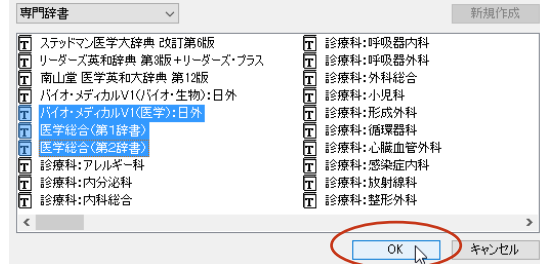 専門辞書
新規作成
ステッドマン医学大辞典 改訂第6版
リーダーズ英和辞典 第3版+リーダーズ・プラス
南山堂 医学英和大辞典 第12版
バイオ・メディカルV1(バイオ・生物):日外
バイオ・メディカルV1(医学):日外
医学総合(第1辞書)
医学総合(第2辞書)
診療科:アレルギー科
診療科:内分泌科
診療科:内科総合
診療科:呼吸器内科
診療科:呼吸器外科
診療科:外科総合
診療科:小児科
診療科:形成外科
診療科:循環器科
診療科:心臓血管外科
診療科:感染症内科
診療科:放射線科
診療科:整形外科
OK
キャンセル